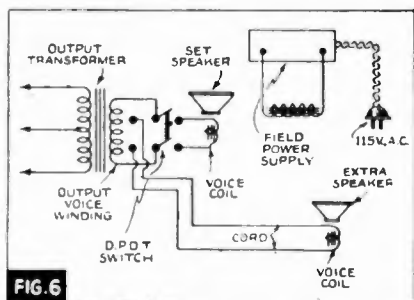 OUTPUT
TRANSFORMER
SET
SPEAKER
FIELD
POWER
SUPPLY
115V. A.C.
VOICE
COIL
OUTPUT
VOICE
WINDING
D.P.D.T
SWITCH
EXTRA
SPEAKER
CORD
VOICE
COIL
FIG.6